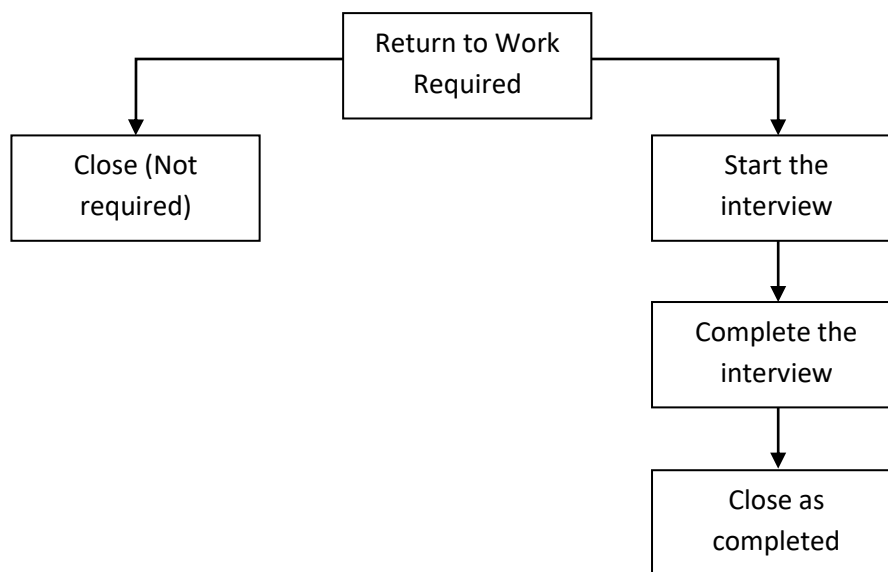 Return to Work
Required
Close (Not
required)
Start the
interview
Complete the
interview
Close as
completed